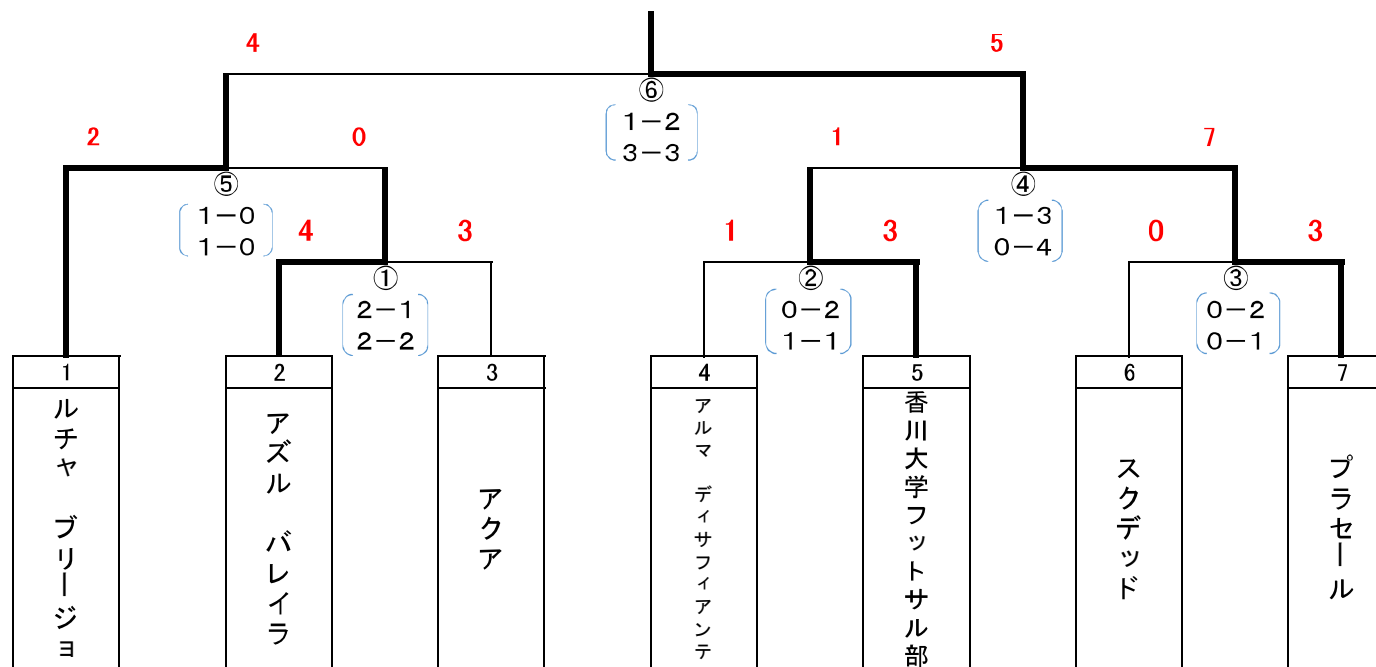 4 5
⑥
1－2
3－3
2 0 1 7
⑤
1－0
1－0
④
1－3
0－4
4 3 1 3 0 3
①
2－1
2－2
②
0－2
1－1
③
0－2
0－1
1 2 3 4 5 6 7
ルチャ ブリージョ
アズル バレイラ
アクア
アルマ ディサフィアンテ
香川大学フットサル部
スクデッド
プラセール